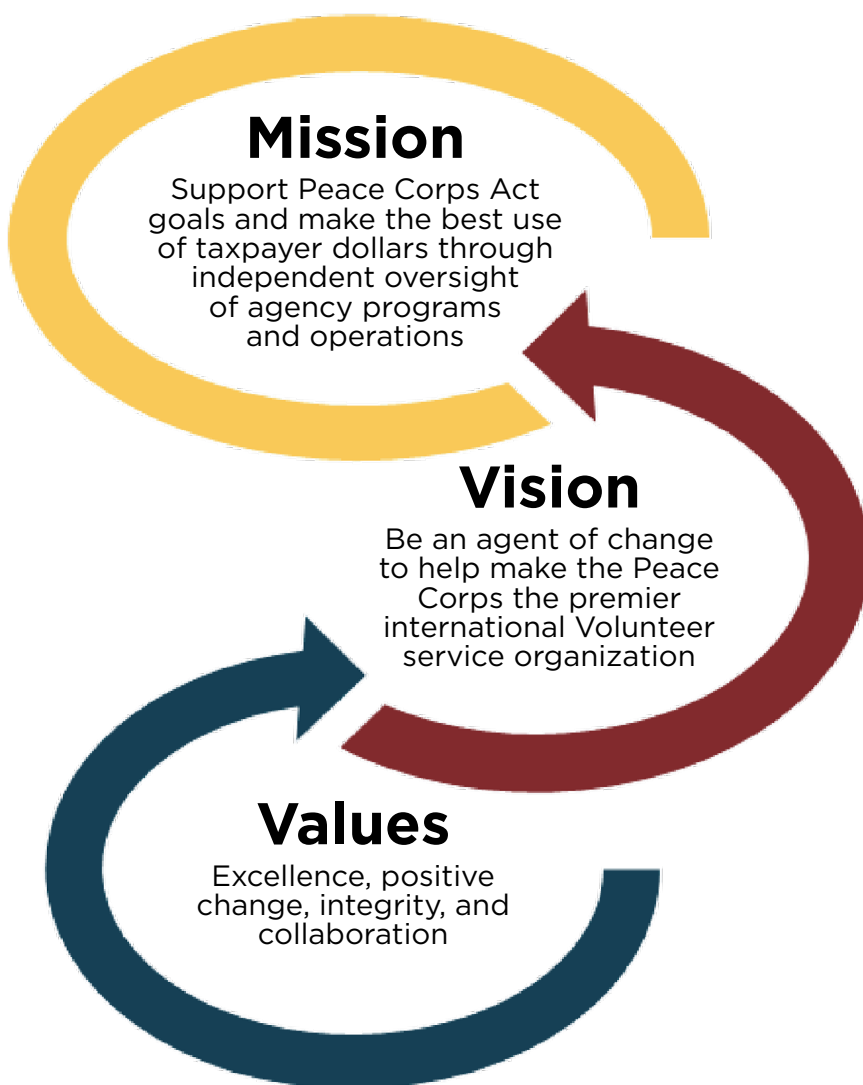 Mission
Support Peace Corps Act
goals and make the best use
of taxpayer dollars through
independent oversight
of agency programs
and operations
Vision
Be an agent of change
to help make the Peace
Corps the premier
international Volunteer
service organization
Values
Excellence, positive
change, integrity, and
collaboration